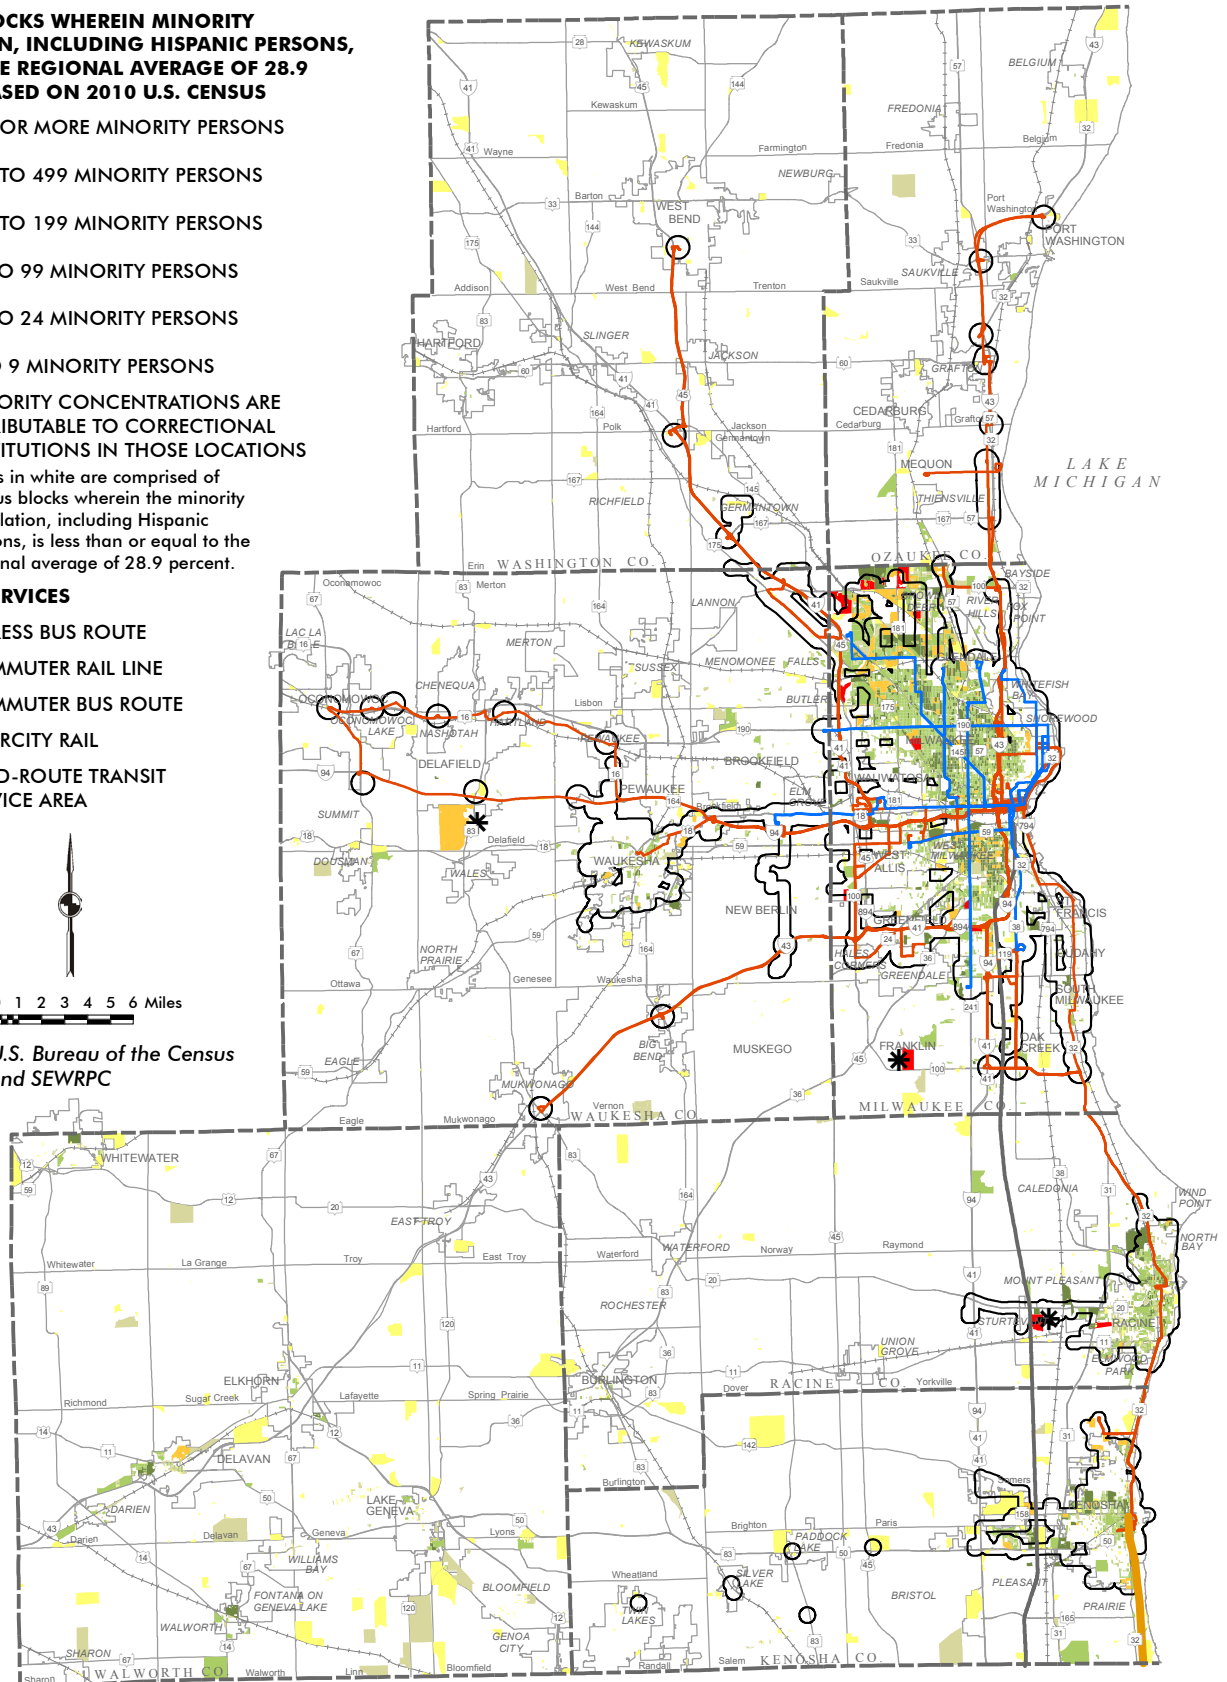 OCKS WHEREIN MINORITY
N, INCLUDING HISPANIC PERSONS,
E REGIONAL AVERAGE OF 28.9
ASED ON 2010 U.S. CENSUS
OR MORE MINORITY PERSONS
TO 499 MINORITY PERSONS
TO 199 MINORITY PERSONS
O 99 MINORITY PERSONS
O 24 MINORITY PERSONS
9 MINORITY PERSONS
ORITY CONCENTRATIONS ARE
RIBUTABLE TO CORRECTIONAL
TITUTIONS IN THOSE LOCATIONS
s in white are comprised of
us blocks wherein the minority
lation, including Hispanic
ons, is less than or equal to the
nal average of 28.9 percent.
RVICES
LESS BUS ROUTE
MMUTER RAIL LINE
MMUTER BUS ROUTE
RCITY RAIL
D-ROUTE TRANSIT
VICE AREA
1 2 3 4 5 6 Miles
U.S. Bureau of the Census
nd SEWRPC
KEWASKUM
Kewaskum
Wayne
Barton
WEST
BEND
Farmington
NEWBURG
Addison
West Bend
Trenton
HARTFORD
SLINGER
JACKSON
Hartford
Polk
Jackson
Germantown
RICHFIELD
GERMANTOWN
Erin
WASHINGTON CO.
BELGIUM
FREDONIA
Fredonia
Belgium
Port
Washington
PORT
WASHINGTON
SAUKVILLE
Saukville
GRAFTON
Grafton
CEDARBURG
Cedarburg
MEQUON
THIENSVILLE
OZAUKEE CO.
LAKE
MICHIGAN
Oconomowoc
Merton
LAC LA
BELLE
MERTON
LANNON
SUSSEX
MENOMONEE FALLS
CHENEQUA
Lisbon
BUTLER
OCONOMOWOC
OCONOMOWOC
LAKE
NASHOTAH
HARTLAND
PEWAUKEE
DELAFIELD
PEWAUKEE
BROOKFIELD
Brookfield
ELM
GROVE
SUMMIT
Delafield
DOUSMAN
WALES
WAUKESHA
NEW BERLIN
NORTH
PRAIRIE
Ottawa
Genesee
Waukesha
EAGLE
BIG
BEND
MUSKEGO
MUKWONAGO
Vernon
Eagle
Mukwonago
WAUKESHA CO.
BAYSIDE
RIVER
HILLS
FOX
POINT
GLENDALE
WHITEFISH
BAY
SHOREWOOD
MILWAUKEE
WAUWATOSA
WEST
MILWAUKEE
WEST
ALLIS
GREENFIELD
HALES
CORNERS
GREENDALE
ST.
FRANCIS
CUDAHY
SOUTH
MILWAUKEE
OAK
CREEK
FRANKLIN
MILWAUKEE CO.
WHITEWATER
EAST TROY
Whitewater
La Grange
Troy
East Troy
ELKHORN
Richmond
Sugar Creek
Lafayette
Spring Prairie
DELAVAN
DARIEN
Darien
Delavan
LAKE
GENEVA
Geneva
Lyons
WILLIAMS
BAY
FONTANA ON
GENEVA LAKE
BLOOMFIELD
WALWORTH
GENOA
CITY
SHARON
Sharon
WALWORTH CO.
Walworth
Linn
Bloomfield
Waterford
WATERFORD
Norway
Raymond
CALEDONIA
WIND
POINT
NORTH
BAY
ROCHESTER
MOUNT PLEASANT
STURTEVANT
RACINE
UNION
GROVE
ELMWOOD
PARK
BURLINGTON
Dover
RACINE CO.
Yorkville
Burlington
Somers
KENOSHA
Brighton
Paris
PADDOCK
LAKE
Wheatland
SILVER
LAKE
PLEASANT
PRAIRIE
BRISTOL
TWIN
LAKES
Randall
Salem
KENOSHA CO.